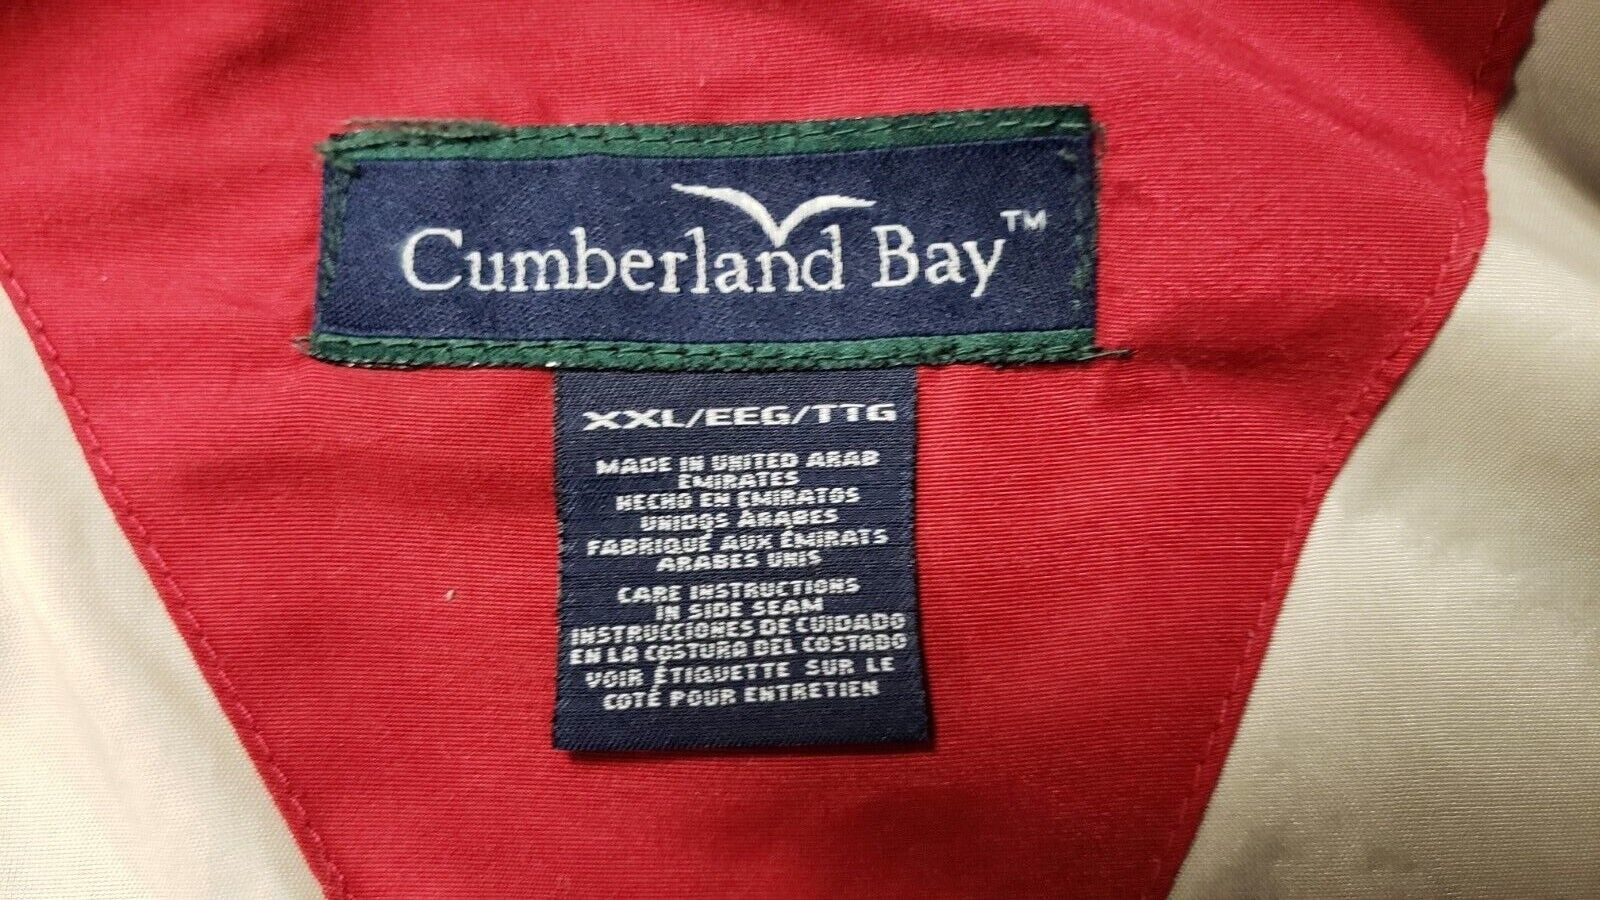 Cumberland Bay™
XXL/EEG/TTG
MADE IN UNITED ARAB
EMIRATES
HECHO EN EMIRATOS
UNIDOS ÁRABES
FABRIQUÉ AUX ÉMIRATS
ARABES UNIS
CARE INSTRUCTIONS
IN SIDE SEAM
INSTRUCCIONES DE CUIDADO
EN LA COSTURA DEL COSTADO
VOIR ÉTIQUETTE SUR LE
COTÉ POUR ENTRETIEN